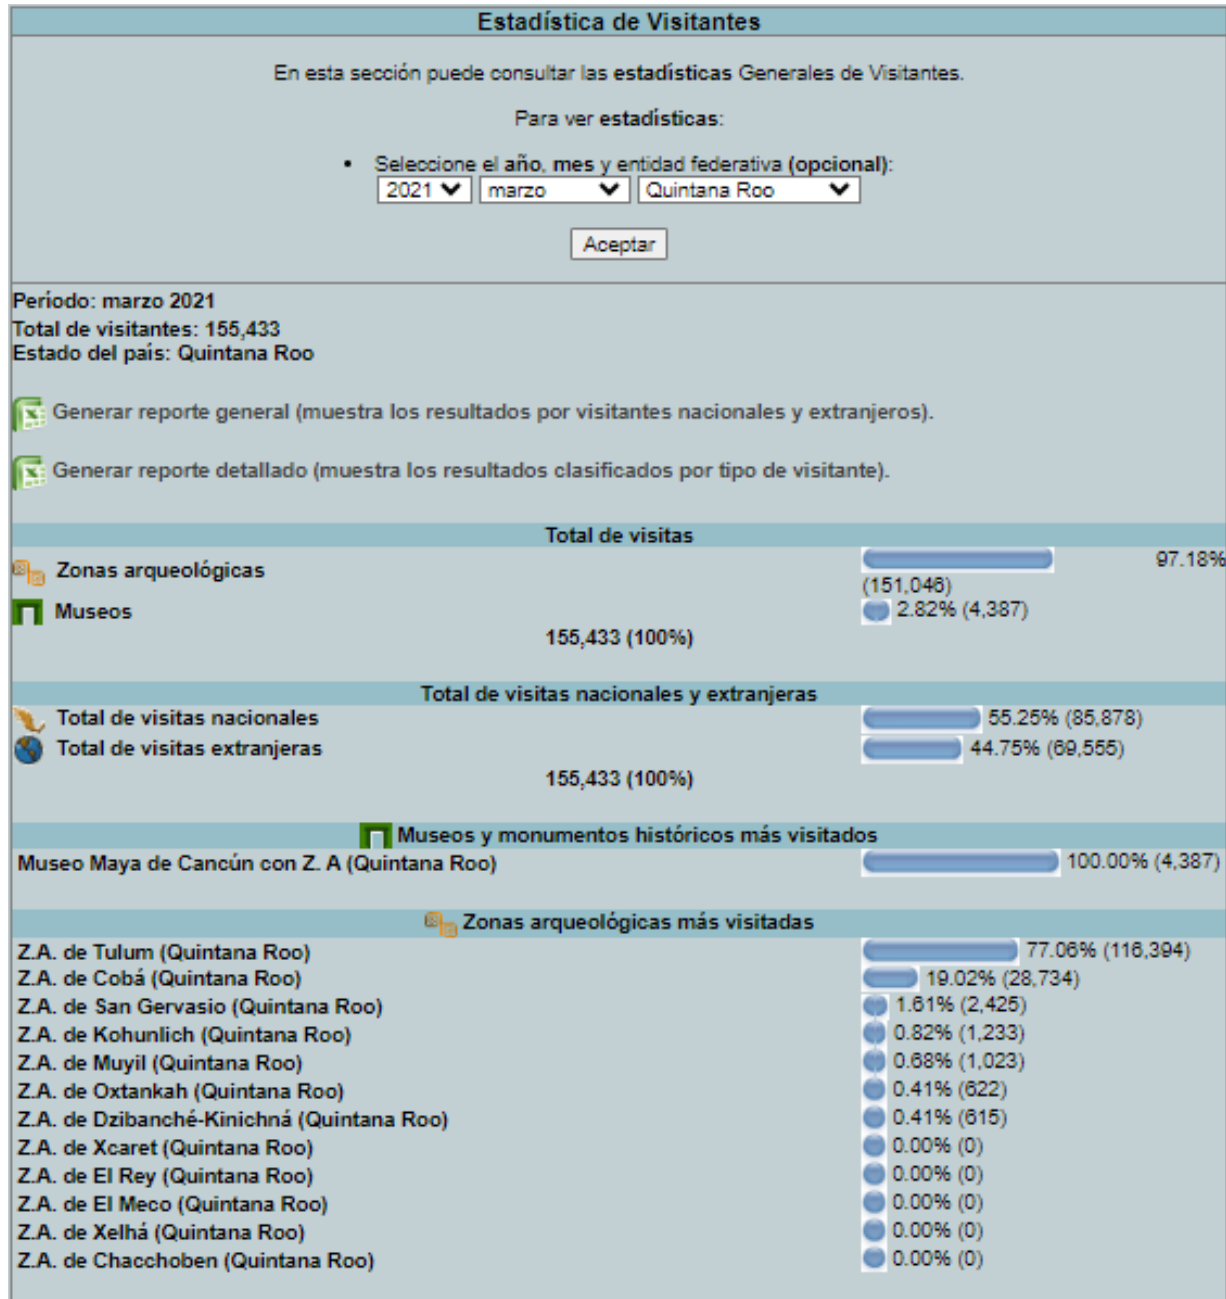 Estadística de Visitantes
En esta sección puede consultar las estadísticas Generales de Visitantes.
Para ver estadísticas:
• Seleccione el año, mes y entidad federativa (opcional):
2021 marzo Quintana Roo
Aceptar
Período: marzo 2021
Total de visitantes: 155,433
Estado del país: Quintana Roo
Generar reporte general (muestra los resultados por visitantes nacionales y extranjeros).
Generar reporte detallado (muestra los resultados clasificados por tipo de visitante).
Total de visitas
Zonas arqueológicas 97.18%
(151,046)
Museos 2.82% (4,387)
155,433 (100%)
Total de visitas nacionales y extranjeras
Total de visitas nacionales 55.25% (85,878)
Total de visitas extranjeras 44.75% (69,555)
155,433 (100%)
Museos y monumentos históricos más visitados
Museo Maya de Cancún con Z. A (Quintana Roo) 100.00% (4,387)
Zonas arqueológicas más visitadas
Z.A. de Tulum (Quintana Roo) 77.06% (116,394)
Z.A. de Cobá (Quintana Roo) 19.02% (28,734)
Z.A. de San Gervasio (Quintana Roo) 1.61% (2,425)
Z.A. de Kohunlich (Quintana Roo) 0.82% (1,233)
Z.A. de Muyil (Quintana Roo) 0.68% (1,023)
Z.A. de Oxtankah (Quintana Roo) 0.41% (622)
Z.A. de Dzibanché-Kinichná (Quintana Roo) 0.41% (615)
Z.A. de Xcaret (Quintana Roo) 0.00% (0)
Z.A. de El Rey (Quintana Roo) 0.00% (0)
Z.A. de El Meco (Quintana Roo) 0.00% (0)
Z.A. de Xelhá (Quintana Roo) 0.00% (0)
Z.A. de Chacchoben (Quintana Roo) 0.00% (0)